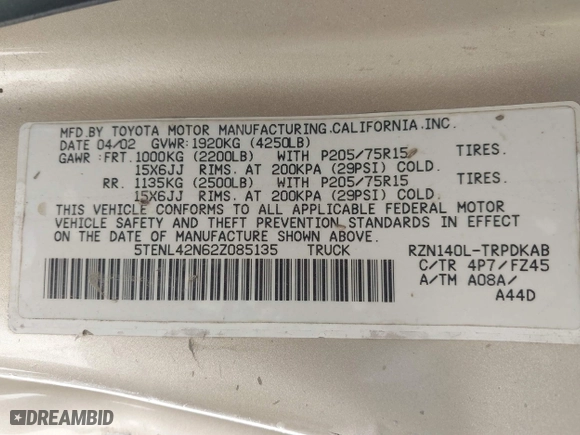 MFD.BY TOYOTA MOTOR MANUFACTURING.CALIFORNIA.INC.
DATE 04/02 GVWR:1920KG (4250LB)
GAWR :FRT.1000KG (2200LB) WITH P205/75R15 TIRES.
15X6JJ RIMS. AT 200KPA (29PSI) COLD.
RR. 1135KG (2500LB) WITH P205/75R15 TIRES.
15X6JJ RIMS. AT 200KPA (29PSI) COLD.
THIS VEHICLE CONFORMS TO ALL APPLICABLE FEDERAL MOTOR
VEHICLE SAFETY AND THEFT PREVENTION STANDARDS IN EFFECT
ON THE DATE OF MANUFACTURE SHOWN ABOVE.
5TENL42N62Z085135 TRUCK RZN140L-TRPDKAB
C/TR 4P7/FZ45
A/TM A08A/
A44D
DREAMBID